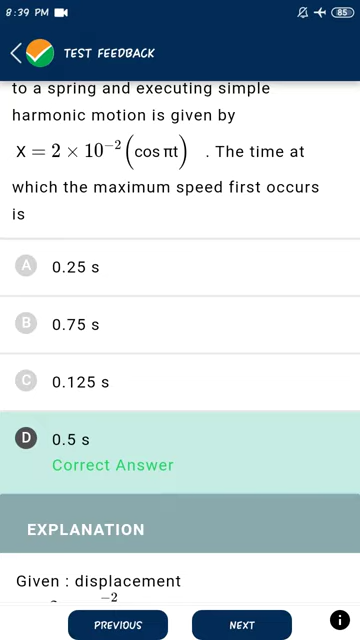 8:39 PM 85
TEST FEEDBACK
to a spring and executing simple
harmonic motion is given by
X = 2 × 10⁻² (cos πt) . The time at
which the maximum speed first occurs
is
A 0.25 s
B 0.75 s
C 0.125 s
D 0.5 s
Correct Answer
EXPLANATION
Given : displacement
−2
PREVIOUS NEXT